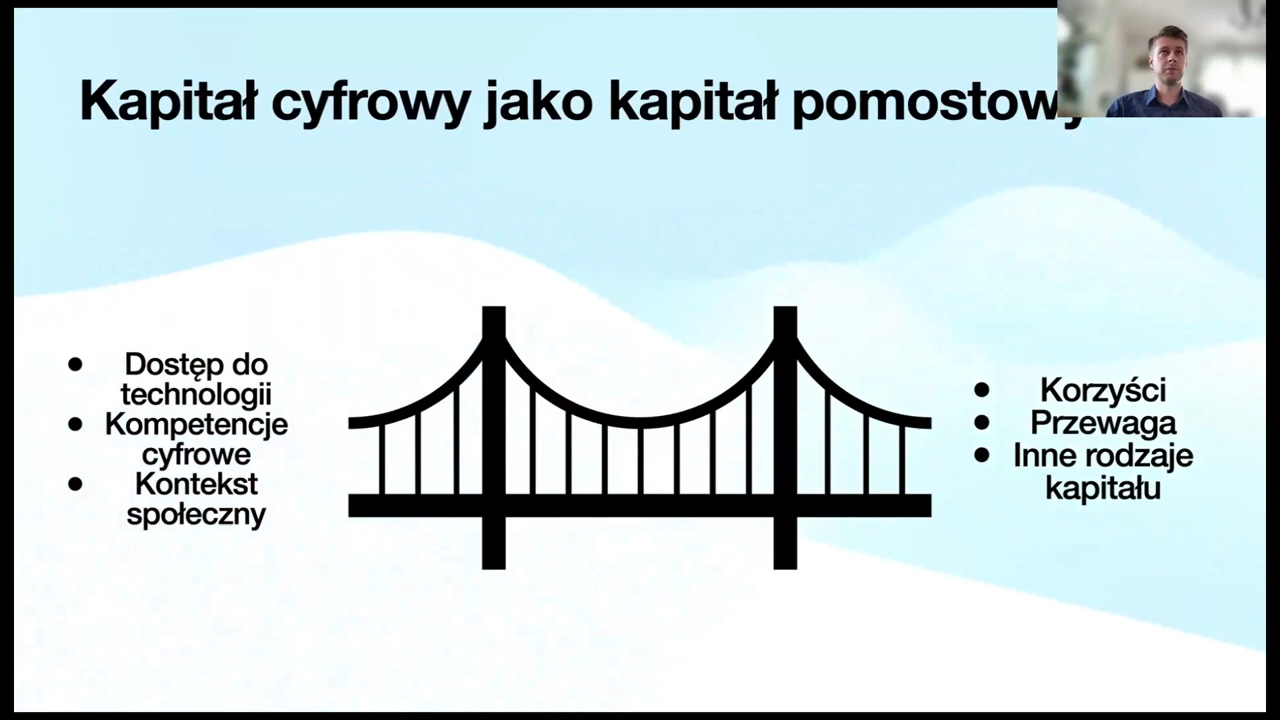 Kapitał cyfrowy jako kapitał pomostowy
• Dostęp do
technologii
• Kompetencje
cyfrowe
• Kontekst
społeczny
• Korzyści
• Przewaga
• Inne rodzaje
kapitału